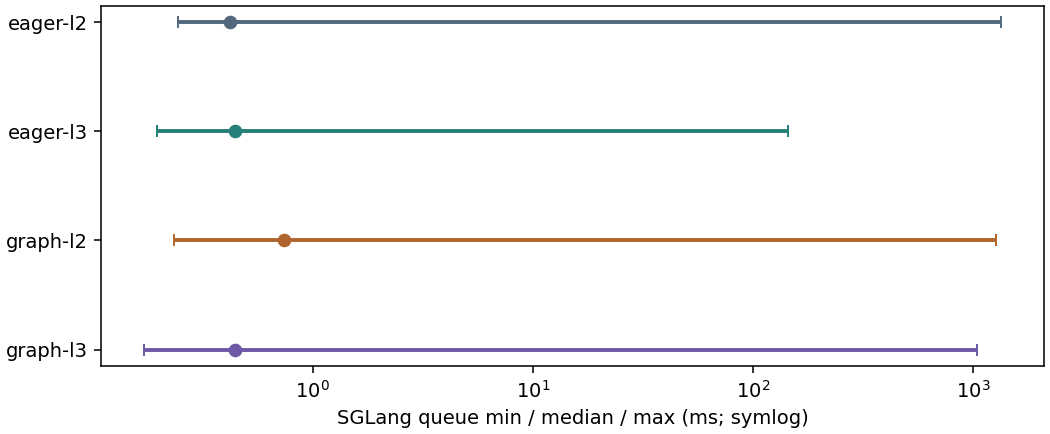 eager-l2
eager-l3
graph-l2
graph-l3
10⁰ 10¹ 10² 10³
SGLang queue min / median / max (ms; symlog)